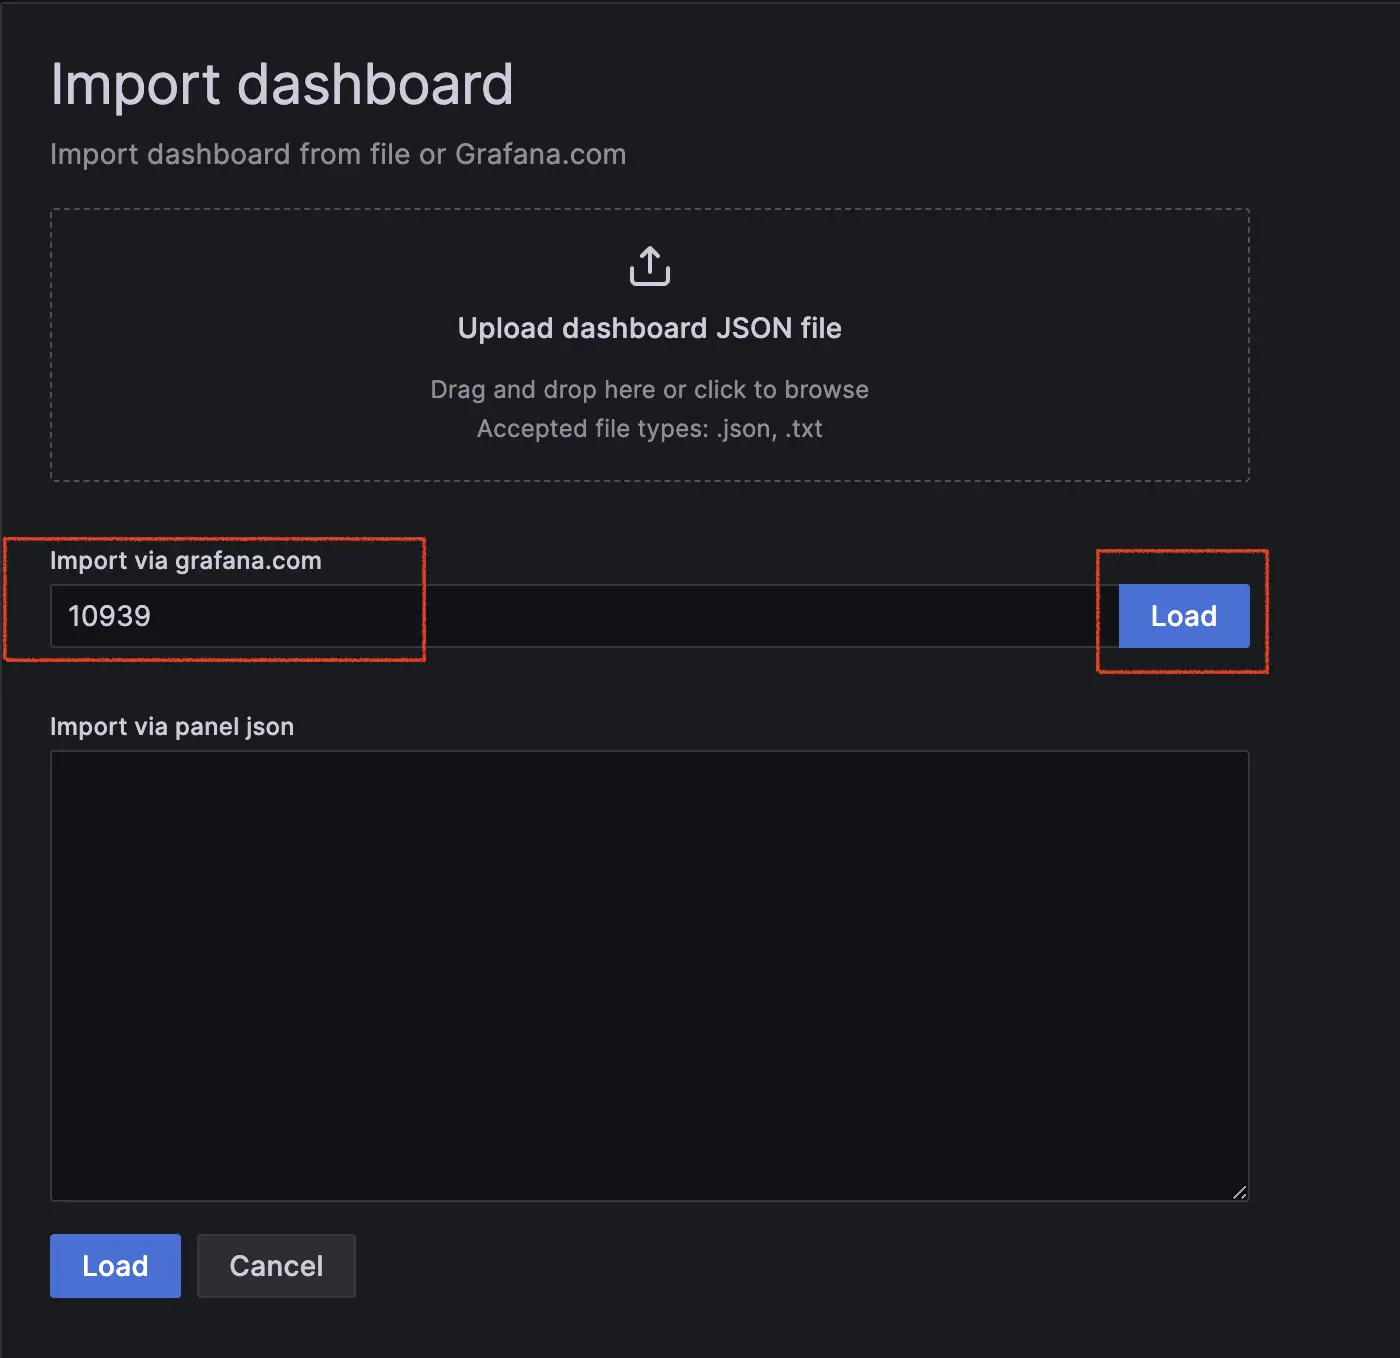 Import dashboard
Import dashboard from file or Grafana.com
Upload dashboard JSON file
Drag and drop here or click to browse
Accepted file types: .json, .txt
Import via grafana.com
10939
Load
Import via panel json
Load
Cancel